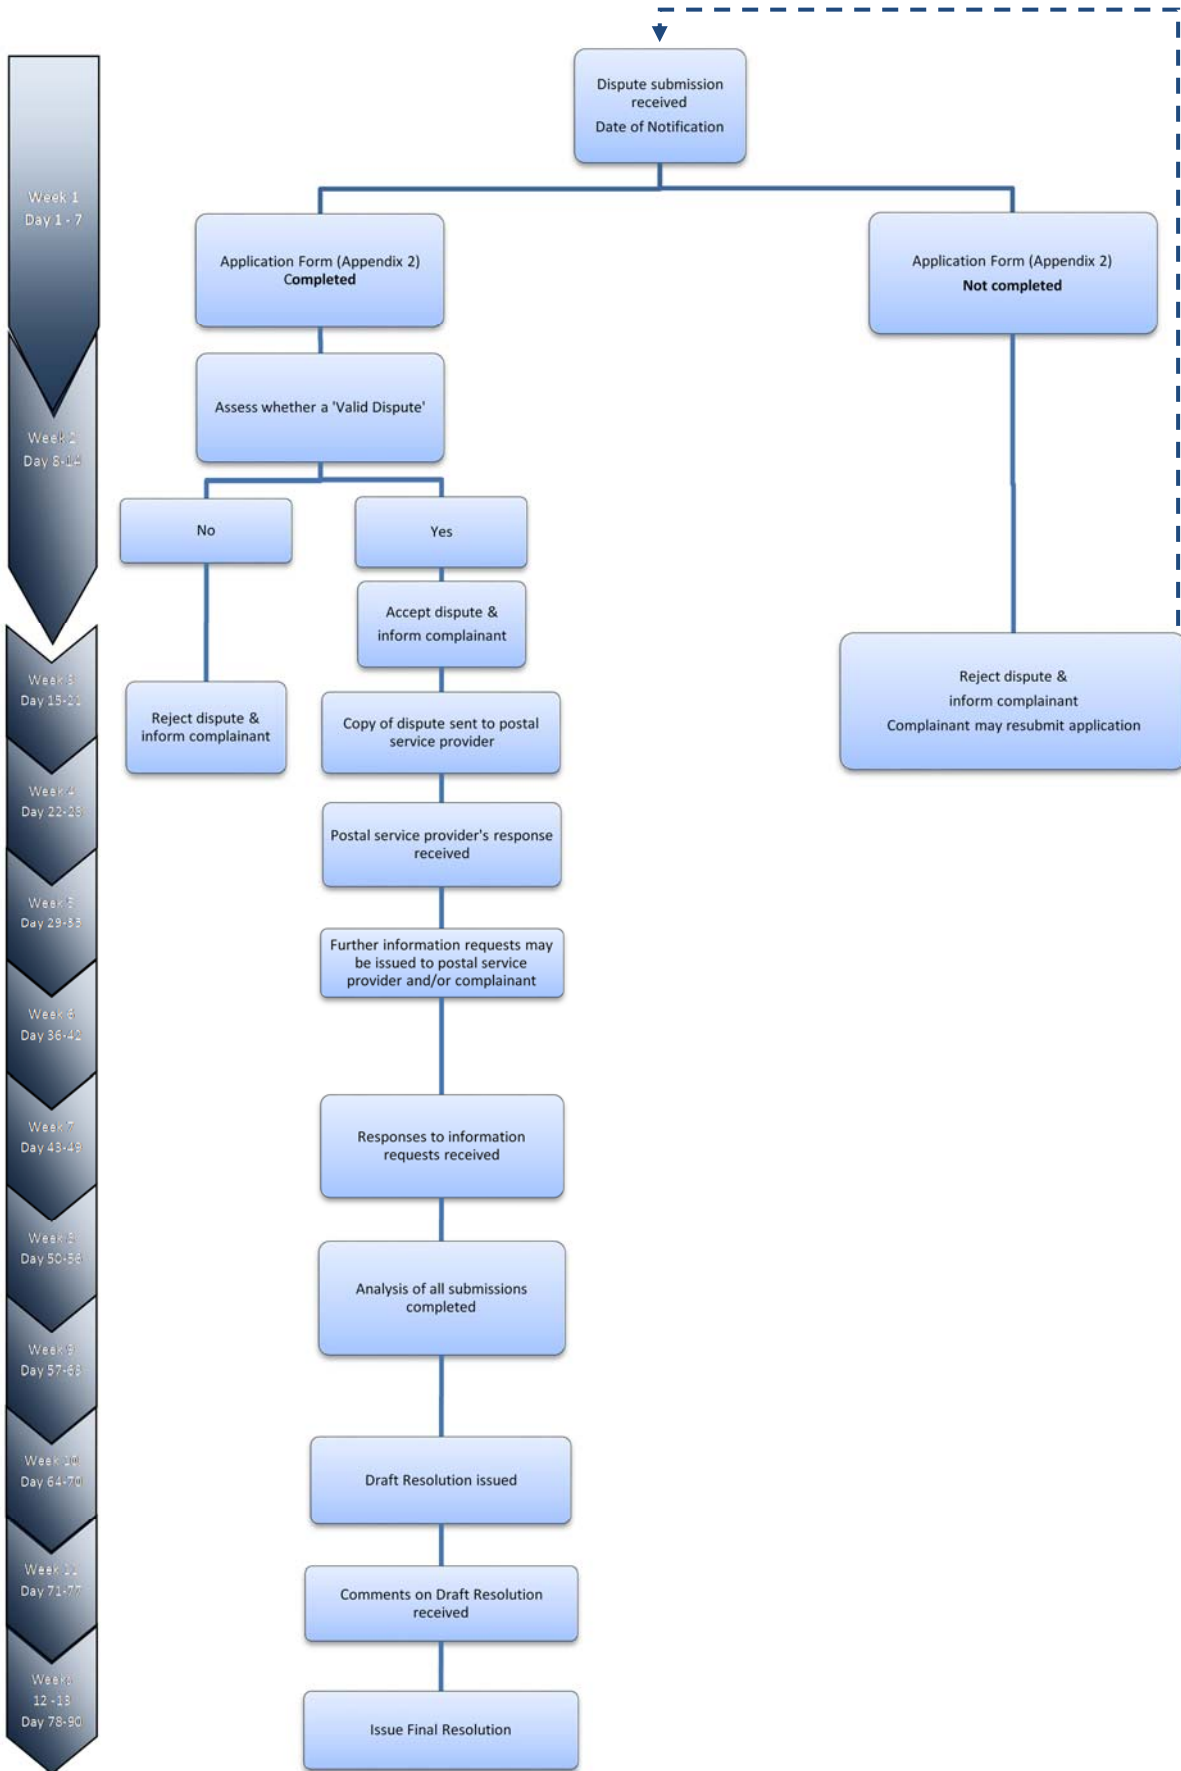 Dispute submission
received
Date of Notification
Week 1
Day 1 - 7
Application Form (Appendix 2)
Completed
Application Form (Appendix 2)
Not completed
Assess whether a 'Valid Dispute'
Week 2
Day 8-14
No
Yes
Accept dispute &
inform complainant
Week 3
Day 15-21
Reject dispute &
inform complainant
Copy of dispute sent to postal
service provider
Reject dispute &
inform complainant
Complainant may resubmit application
Week 4
Day 22-28
Postal service provider's response
received
Week 5
Day 29-35
Further information requests may
be issued to postal service
provider and/or complainant
Week 6
Day 36-42
Week 7
Day 43-49
Responses to information
requests received
Week 8
Day 50-56
Analysis of all submissions
completed
Week 9
Day 57-63
Week 10
Day 64-70
Draft Resolution issued
Week 11
Day 71-77
Comments on Draft Resolution
received
Weeks
12 -13
Day 78-90
Issue Final Resolution